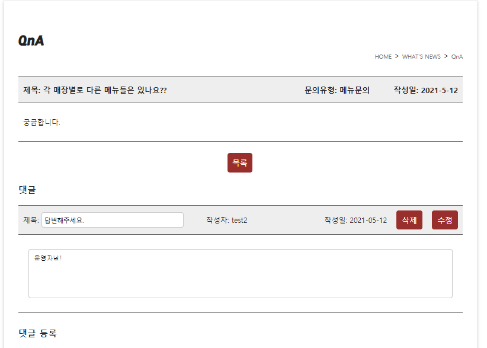 QnA
HOME > WHAT'S NEWS > QnA
제목: 각 매장별로 다른 메뉴들은 있나요?? 문의유형: 메뉴문의 작성일: 2021-5-12
궁금합니다.
목록
댓글
제목: 답변해주세요. 작성자: test2 작성일: 2021-05-12 삭제 수정
댓글 등록